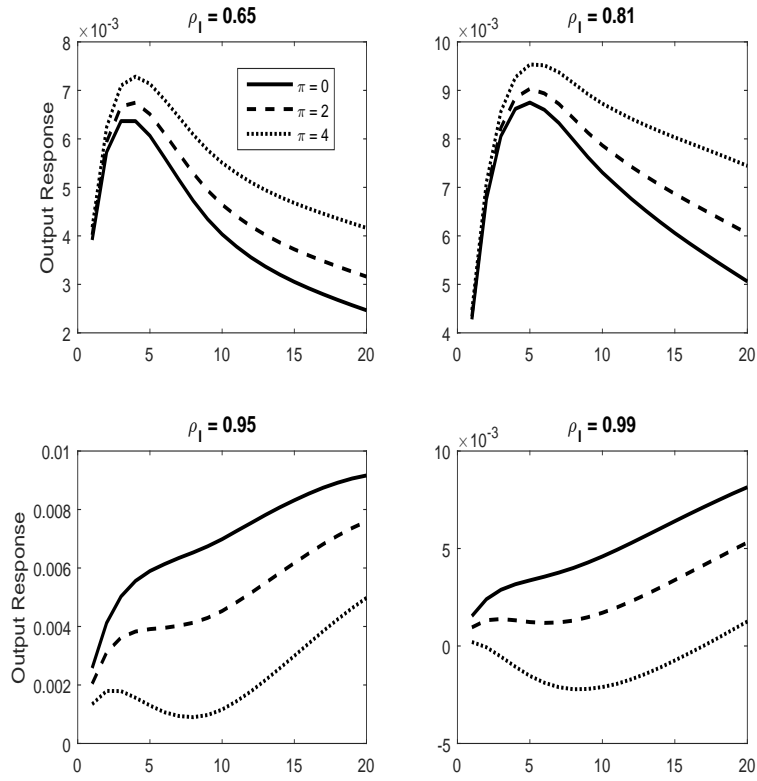 ρI = 0.65
×10-3
Output Response
8
7
6
5
4
3
2
0 5 10 15 20
π = 0
π = 2
π = 4
ρI = 0.81
×10-3
10
9
8
7
6
5
4
0 5 10 15 20
ρI = 0.95
Output Response
0.01
0.008
0.006
0.004
0.002
0
0 5 10 15 20
ρI = 0.99
×10-3
10
5
0
-5
0 5 10 15 20